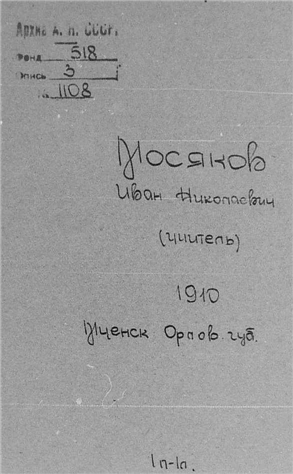 Архив А. Н. СССР.
Фонд 518
Опись 3
№ 1108
Мосяков
Иван Николаевич
(учитель)
1910
Мценск Орлов. губ.
1л-1л.